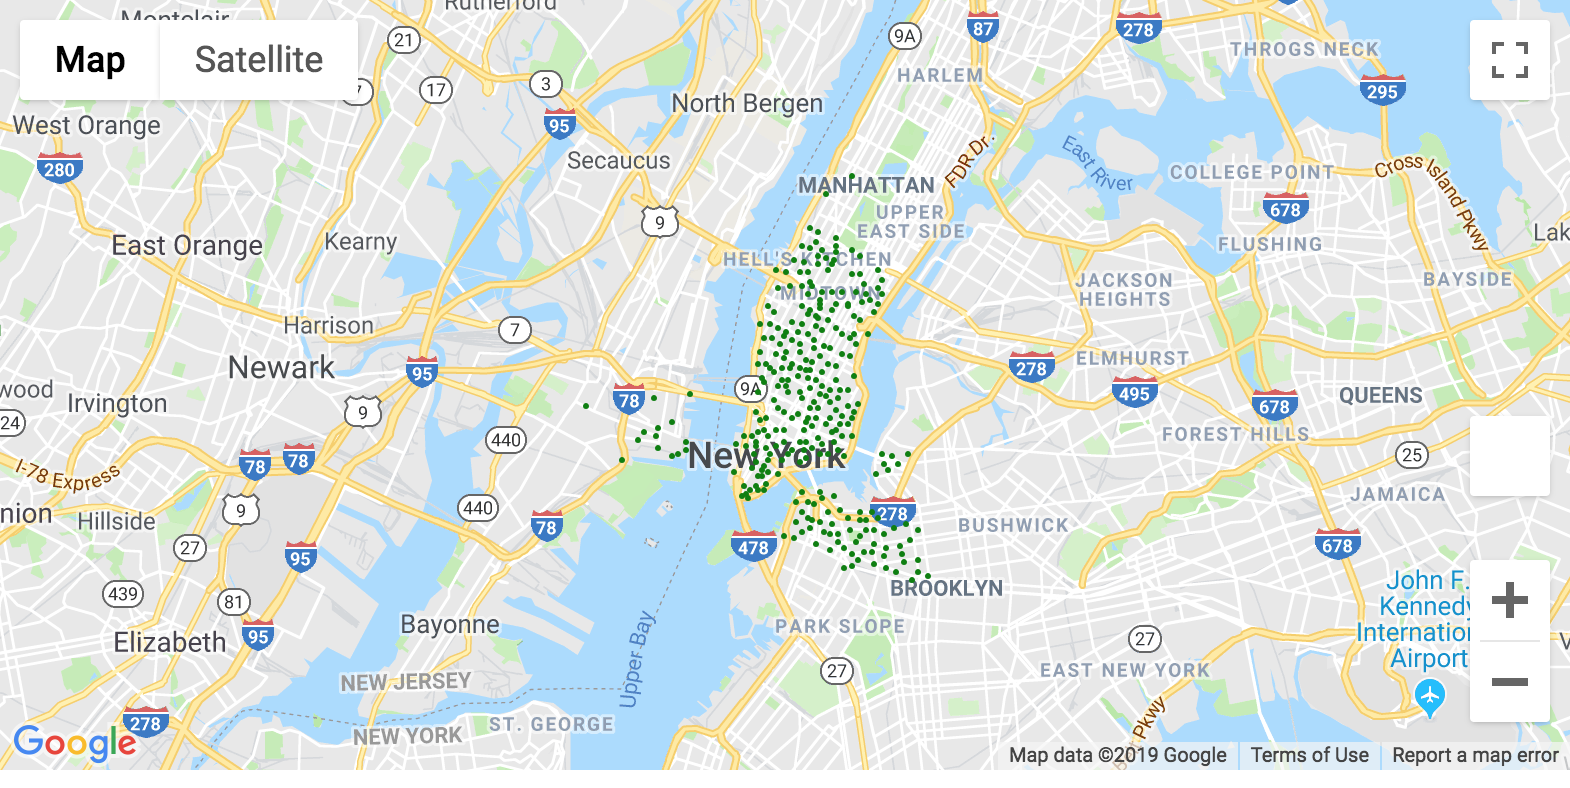 Rutherford
Montclair
Map
Satellite
21
9A
87
278
THROGS NECK
HARLEM
3
17
7
295
North Bergen
95
West Orange
Secaucus
FDR Dr.
East River
280
COLLEGE POINT
Cross Island Pkwy
MANHATTAN
678
UPPER
EAST SIDE
9
East Orange
Kearny
FLUSHING
Lak
HELL'S KITCHEN
JACKSON
HEIGHTS
BAYSIDE
MIDTOWN
Harrison
7
Newark
95
278
ELMHURST
wood
Irvington
9
78
9A
495
678
QUEENS
24
440
FOREST HILLS
New York
25
I-78 Express
78
78
JAMAICA
nion
Hillside
9
440
78
278
BUSHWICK
27
95
478
678
439
81
BROOKLYN
John F.
Kennedy
Internation
Airport
Elizabeth
95
Bayonne
Upper Bay
PARK SLOPE
27
27
EAST NEW YORK
NEW JERSEY
278
NEW YORK
ST. GEORGE
Pkwy
Google
Map data ©2019 Google
Terms of Use
Report a map error